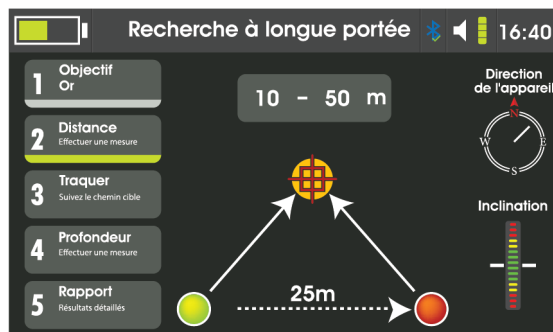 Recherche à longue portée
16:40
1 Objectif
Or
2 Distance
Effectuer une mesure
3 Traquer
Suivez le chemin cible
4 Profondeur
Effectuer une mesure
5 Rapport
Résultats détaillés
10 - 50 m
25m
Direction
de l'appareil
N
W E
S
Inclination